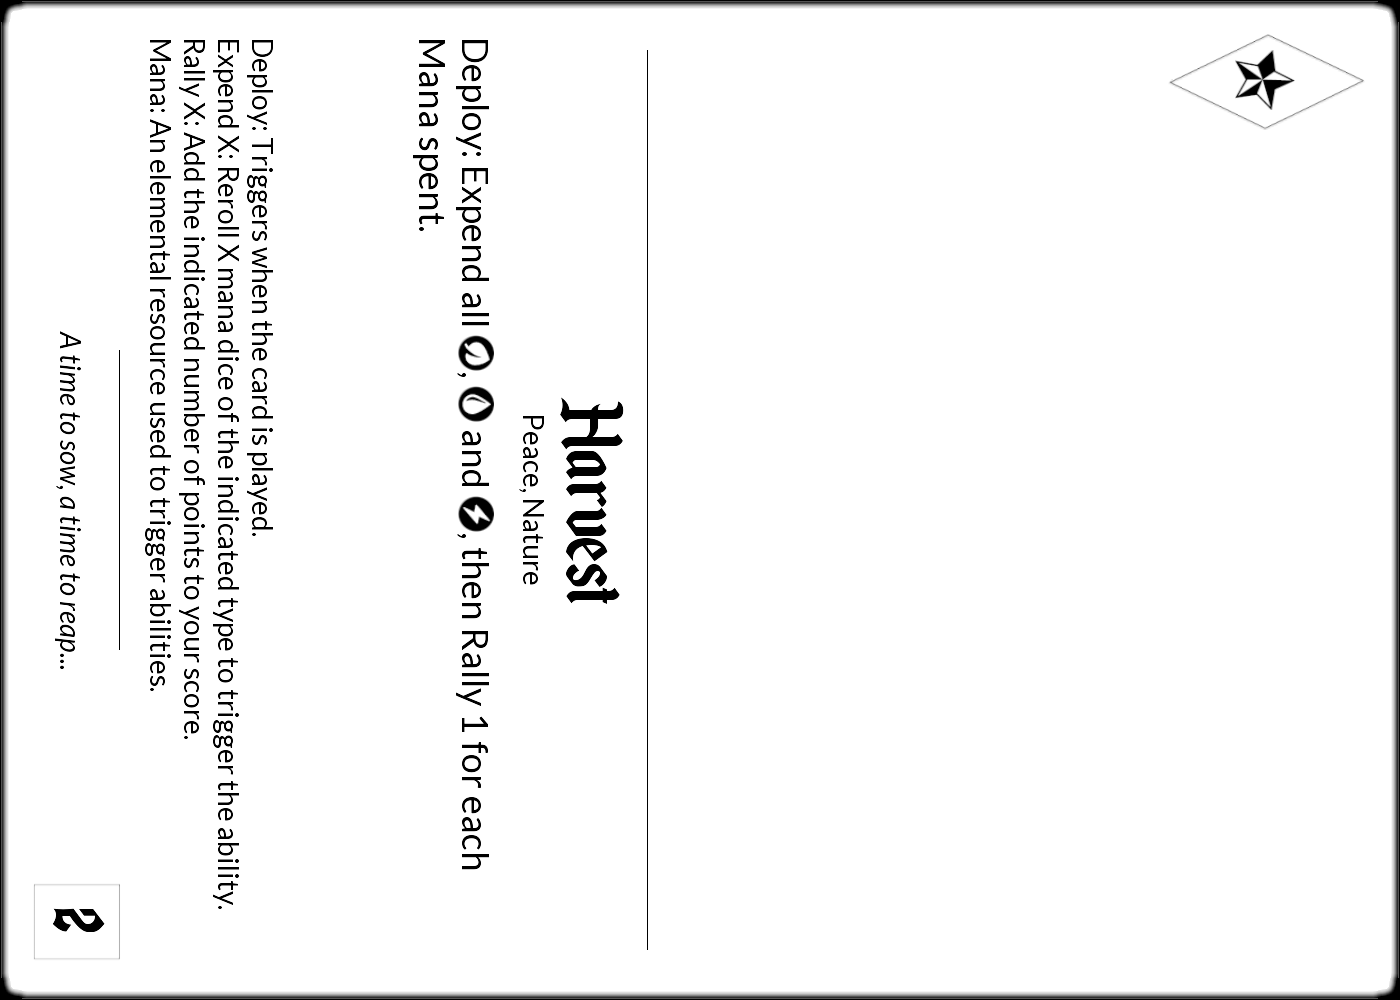 Harvest
Peace, Nature
Deploy: Expend all , and , then Rally 1 for each
Mana spent.
Deploy: Triggers when the card is played.
Expend X: Reroll X mana dice of the indicated type to trigger the ability.
Rally X: Add the indicated number of points to your score.
Mana: An elemental resource used to trigger abilities.
A time to sow, a time to reap...
2